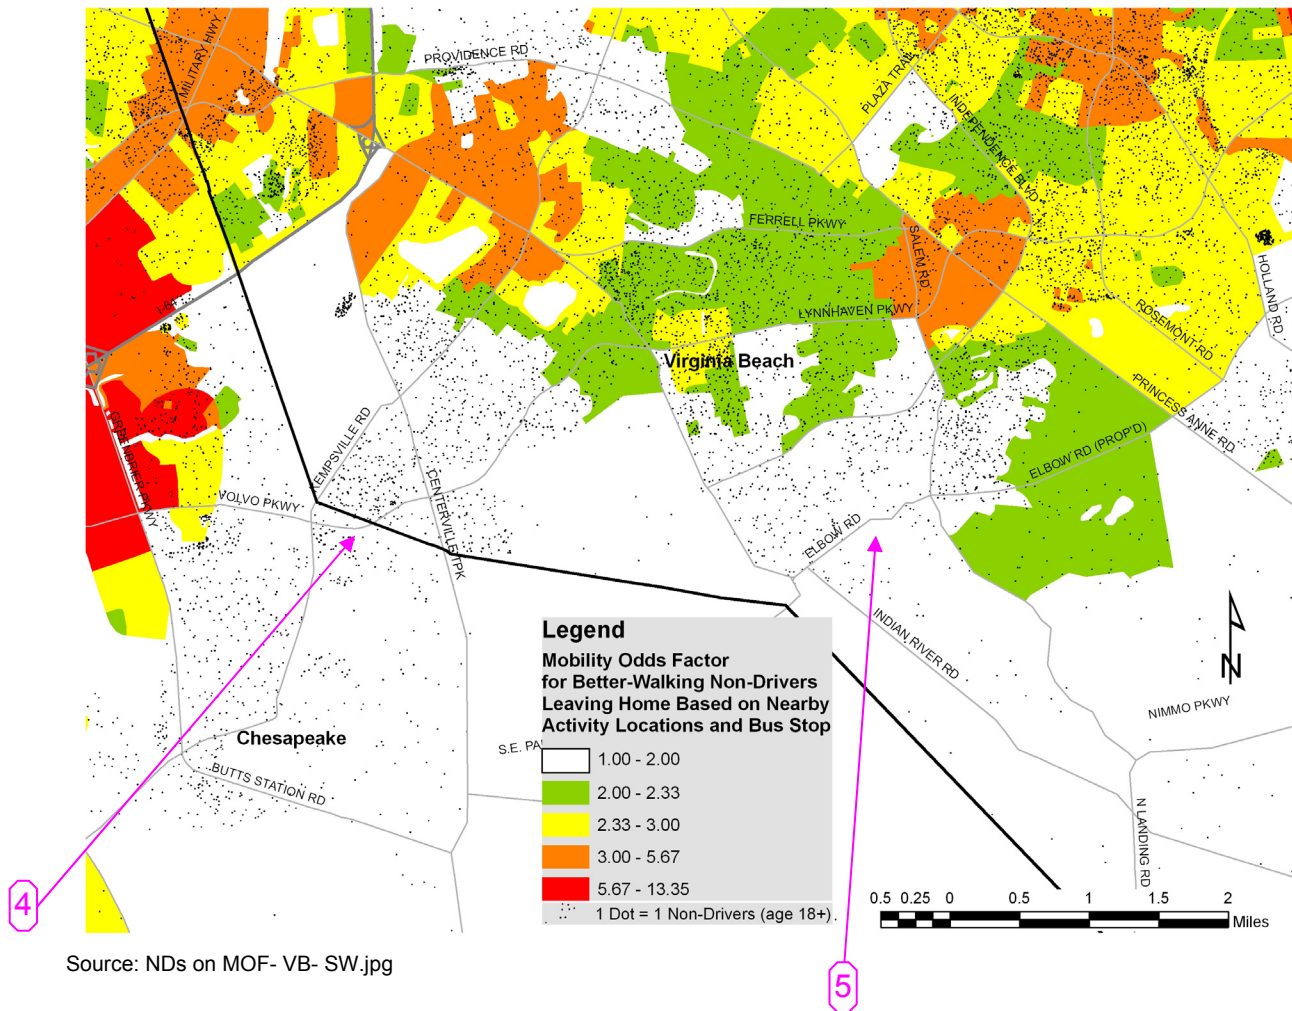 MILITARY HWY
PROVIDENCE RD
PLAZA TRAIL
INDEPENDENCE BLVD
FERRELL PKWY
SALEM RD
HOLLAND RD
I-64
LYNNHAVEN PKWY
ROSEMONT RD
Virginia Beach
PRINCESS ANNE RD
GREENBRIER PKWY
KEMPSVILLE RD
ELBOW RD (PROP'D)
VOLVO PKWY
CENTERVILLE TPK
ELBOW RD
INDIAN RIVER RD
N
NIMMO PKWY
Chesapeake
S.E. PA
BUTTS STATION RD
N LANDING RD
Legend
Mobility Odds Factor
for Better-Walking Non-Drivers
Leaving Home Based on Nearby
Activity Locations and Bus Stop
1.00 - 2.00
2.00 - 2.33
2.33 - 3.00
3.00 - 5.67
5.67 - 13.35
1 Dot = 1 Non-Drivers (age 18+)
0.5 0.25 0 0.5 1 1.5 2
Miles
4
5
Source: NDs on MOF- VB- SW.jpg